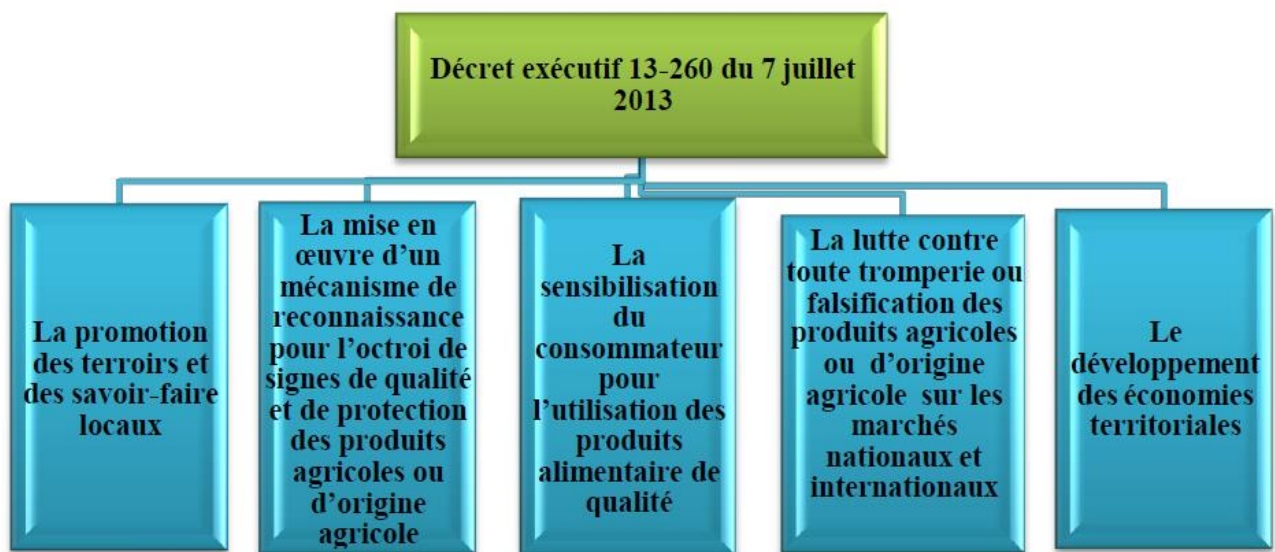 Décret exécutif 13-260 du 7 juillet
2013
La promotion
des terroirs et
des savoir-faire
locaux
La mise en
œuvre d’un
mécanisme de
reconnaissance
pour l’octroi de
signes de qualité
et de protection
des produits
agricoles ou
d’origine
agricole
La
sensibilisation
du
consommateur
pour
l’utilisation des
produits
alimentaire de
qualité
La lutte contre
toute tromperie ou
falsification des
produits agricoles
ou d’origine
agricole sur les
marchés
nationaux et
internationaux
Le
développement
des économies
territoriales